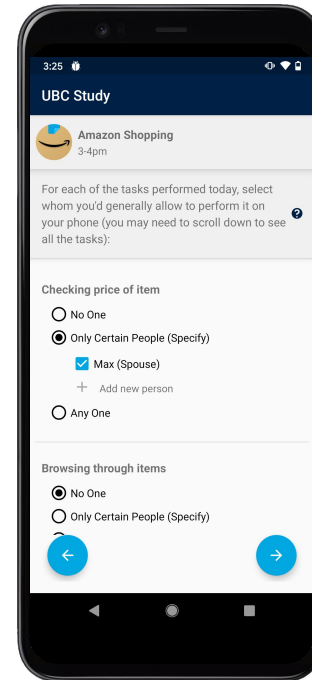 3:25
UBC Study
Amazon Shopping
3-4pm
For each of the tasks performed today, select
whom you'd generally allow to perform it on
your phone (you may need to scroll down to see
all the tasks):
Checking price of item
No One
Only Certain People (Specify)
Max (Spouse)
+ Add new person
Any One
Browsing through items
No One
Only Certain People (Specify)